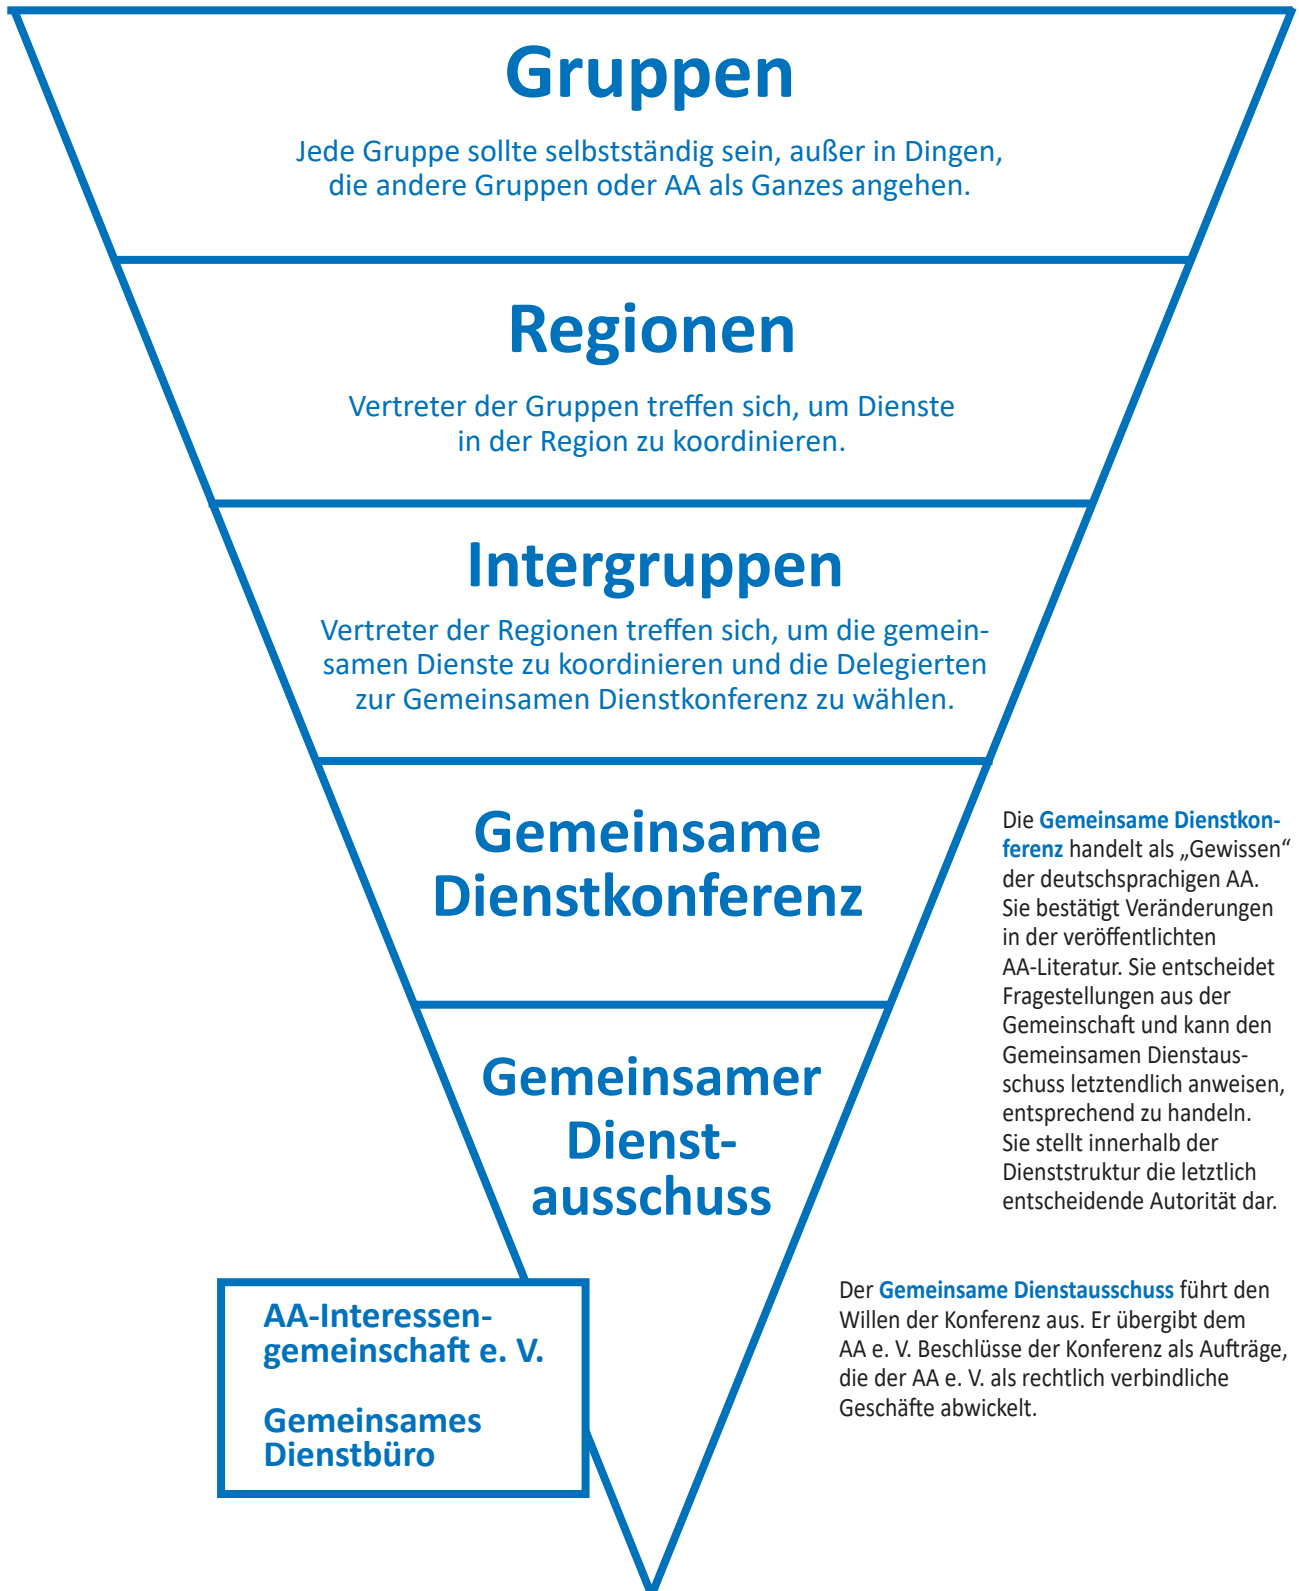 Gruppen
Jede Gruppe sollte selbstständig sein, außer in Dingen,
die andere Gruppen oder AA als Ganzes angehen.
Regionen
Vertreter der Gruppen treffen sich, um Dienste
in der Region zu koordinieren.
Intergruppen
Vertreter der Regionen treffen sich, um die gemein-
samen Dienste zu koordinieren und die Delegierten
zur Gemeinsamen Dienstkonferenz zu wählen.
Gemeinsame
Dienstkonferenz
Die Gemeinsame Dienstkon-
ferenz handelt als „Gewissen“
der deutschsprachigen AA.
Sie bestätigt Veränderungen
in der veröffentlichten
AA-Literatur. Sie entscheidet
Fragestellungen aus der
Gemeinschaft und kann den
Gemeinsamen Dienstaus-
schuss letztendlich anweisen,
entsprechend zu handeln.
Sie stellt innerhalb der
Dienststruktur die letztlich
entscheidende Autorität dar.
Gemeinsamer
Dienst-
ausschuss
Der Gemeinsame Dienstausschuss führt den
Willen der Konferenz aus. Er übergibt dem
AA e. V. Beschlüsse der Konferenz als Aufträge,
die der AA e. V. als rechtlich verbindliche
Geschäfte abwickelt.
AA-Interessen-
gemeinschaft e. V.
Gemeinsames
Dienstbüro